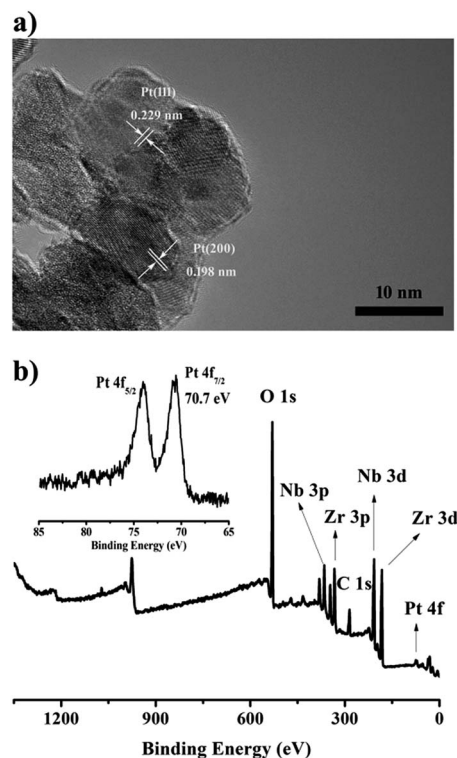 a)
Pt(111)
0.229 nm
Pt(200)
0.198 nm
10 nm
b)
Pt 4f5/2
Pt 4f7/2
70.7 eV
85 80 75 70 65
Binding Energy (eV)
O 1s
Nb 3p
Zr 3p
C 1s
Nb 3d
Zr 3d
Pt 4f
1200 900 600 300 0
Binding Energy (eV)